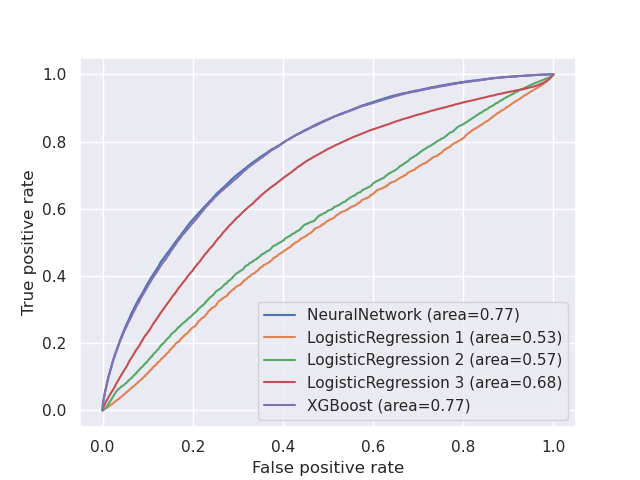 1.0
0.8
0.6
0.4
0.2
0.0
True positive rate
NeuralNetwork (area=0.77)
LogisticRegression 1 (area=0.53)
LogisticRegression 2 (area=0.57)
LogisticRegression 3 (area=0.68)
XGBoost (area=0.77)
0.0 0.2 0.4 0.6 0.8 1.0
False positive rate